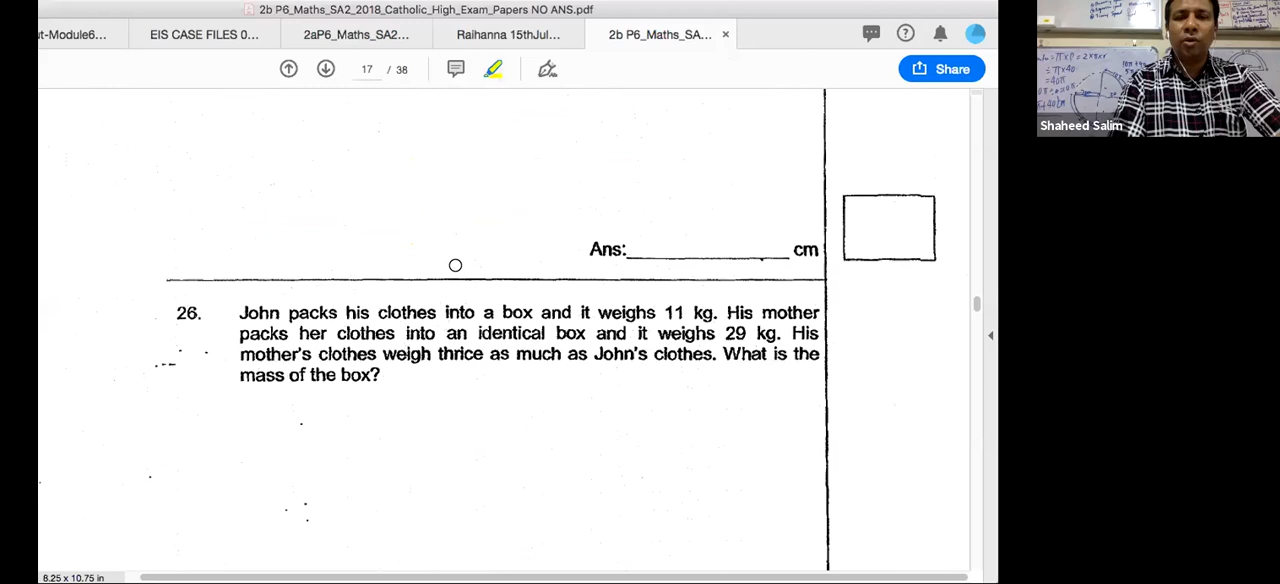 2b P6_Maths_SA2_2018_Catholic_High_Exam_Papers NO ANS.pdf
ut-Module6... EIS CASE FILES 0... 2aP6_Maths_SA2... Raihanna 15thJul... 2b P6_Maths_SA... ×
17 / 38 Share
Shaheed Salim
Ans: cm
26. John packs his clothes into a box and it weighs 11 kg. His mother
packs her clothes into an identical box and it weighs 29 kg. His
mother's clothes weigh thrice as much as John's clothes. What is the
mass of the box?
8.25 x 10.75 in